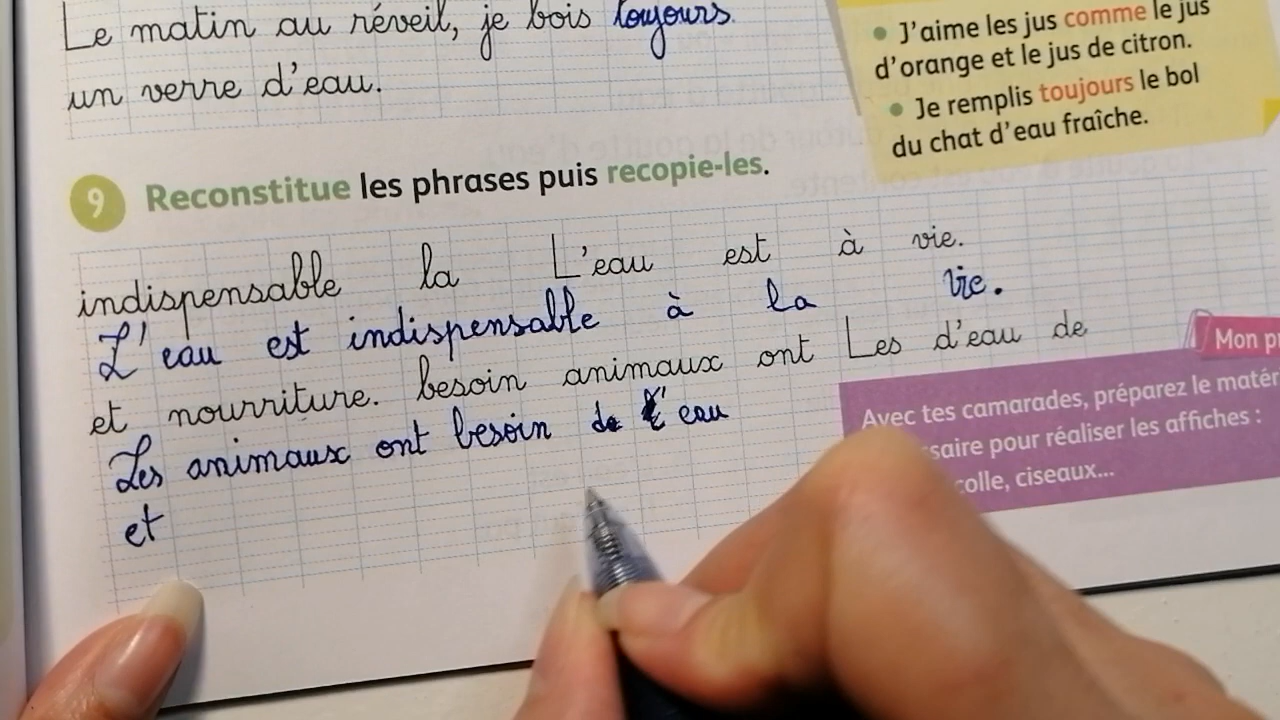 Le matin au réveil, je bois toujours
un verre d'eau.
• J'aime les jus comme le jus
d'orange et le jus de citron.
• Je remplis toujours le bol
du chat d'eau fraîche.
9 Reconstitue les phrases puis recopie-les.
indispensable la L'eau est à vie.
L'eau est indispensable à la vie.
et nourriture. besoin animaux ont Les d'eau de
Les animaux ont besoin de l'eau
et
Mon p
Avec tes camarades, préparez le matér
saire pour réaliser les affiches :
colle, ciseaux...